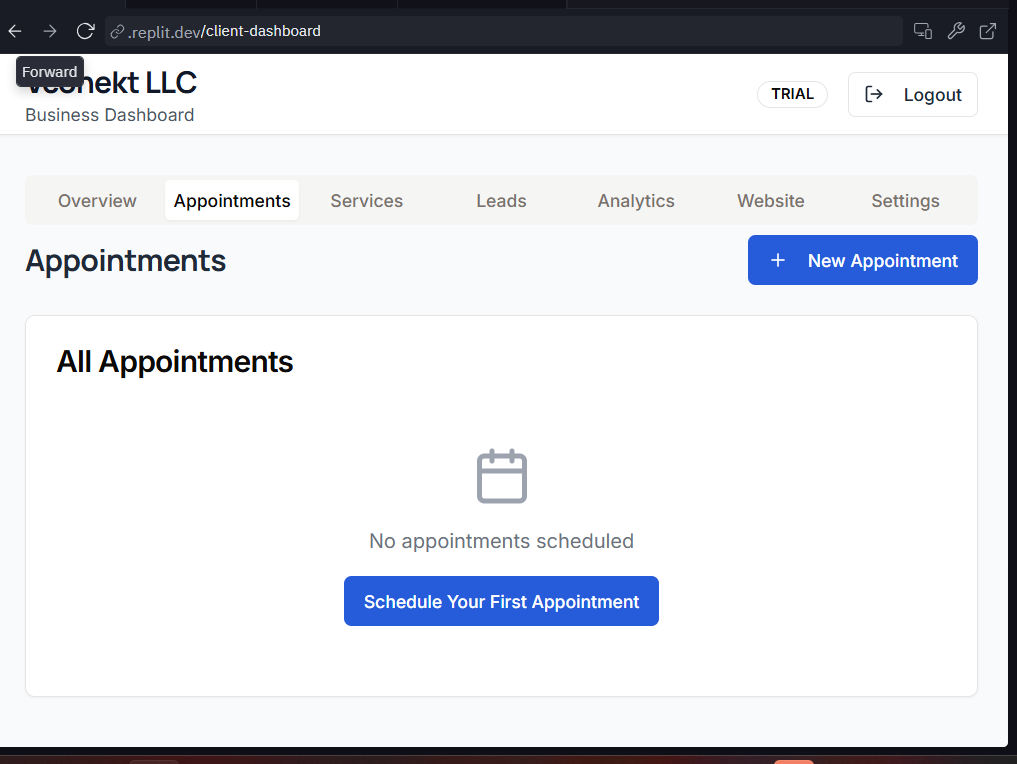 .replit.dev/client-dashboard
Forward
nekt LLC
TRIAL
Logout
Business Dashboard
Overview
Appointments
Services
Leads
Analytics
Website
Settings
Appointments
+ New Appointment
All Appointments
No appointments scheduled
Schedule Your First Appointment